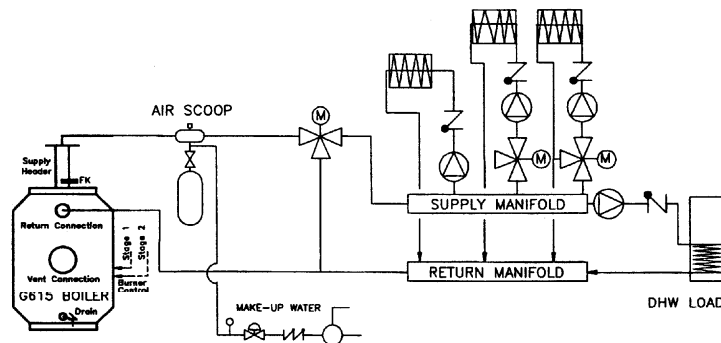 AIR SCOOP
M
Supply
Header
FK
Return Connection
Stage 1
Stage 2
Vent Connection
Burner
Control
G615 BOILER
Drain
MAKE-UP WATER
M
M
SUPPLY MANIFOLD
RETURN MANIFOLD
DHW LOAD